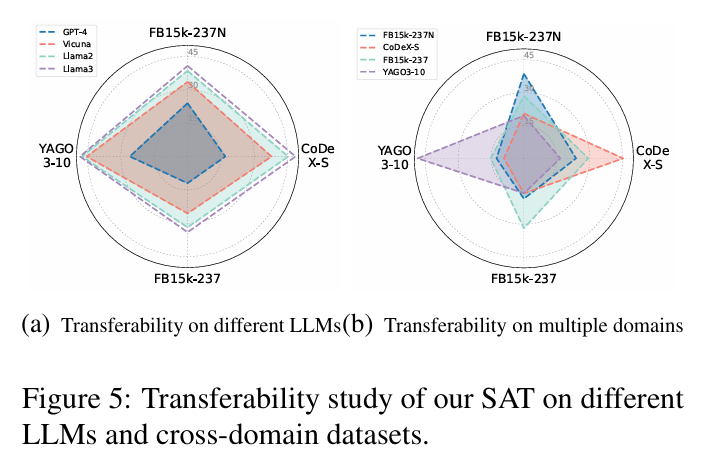 GPT-4
Vicuna
Llama2
Llama3
FB15k-237N
45
30
YAGO
3-10
CoDe
X-S
FB15k-237
FB15k-237N
CoDeX-S
FB15k-237
YAGO3-10
FB15k-237N
45
30
YAGO
3-10
CoDe
X-S
FB15k-237
(a) Transferability on different LLMs
(b) Transferability on multiple domains
Figure 5: Transferability study of our SAT on different
LLMs and cross-domain datasets.